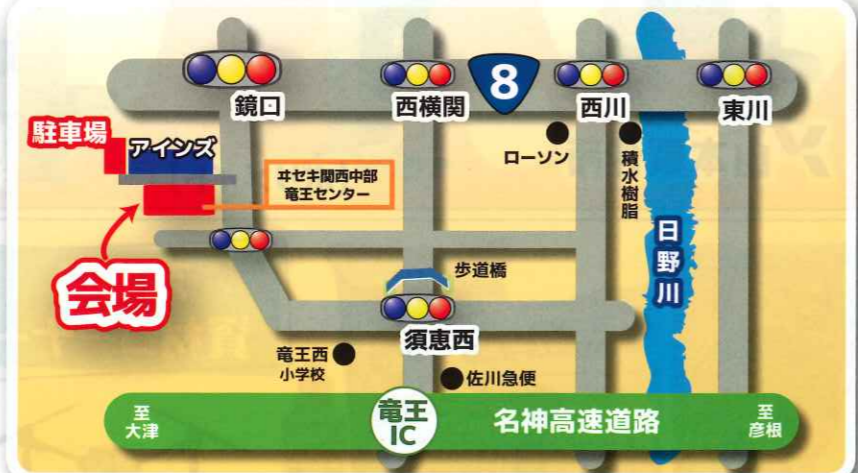 8
鏡口
西横関
西川
東川
駐車場
アインズ
ローソン
積水樹脂
ヰセキ関西中部
竜王センター
日野川
会場
歩道橋
須恵西
竜王西
小学校
佐川急便
至
大津
竜王
IC
名神高速道路
至
彦根